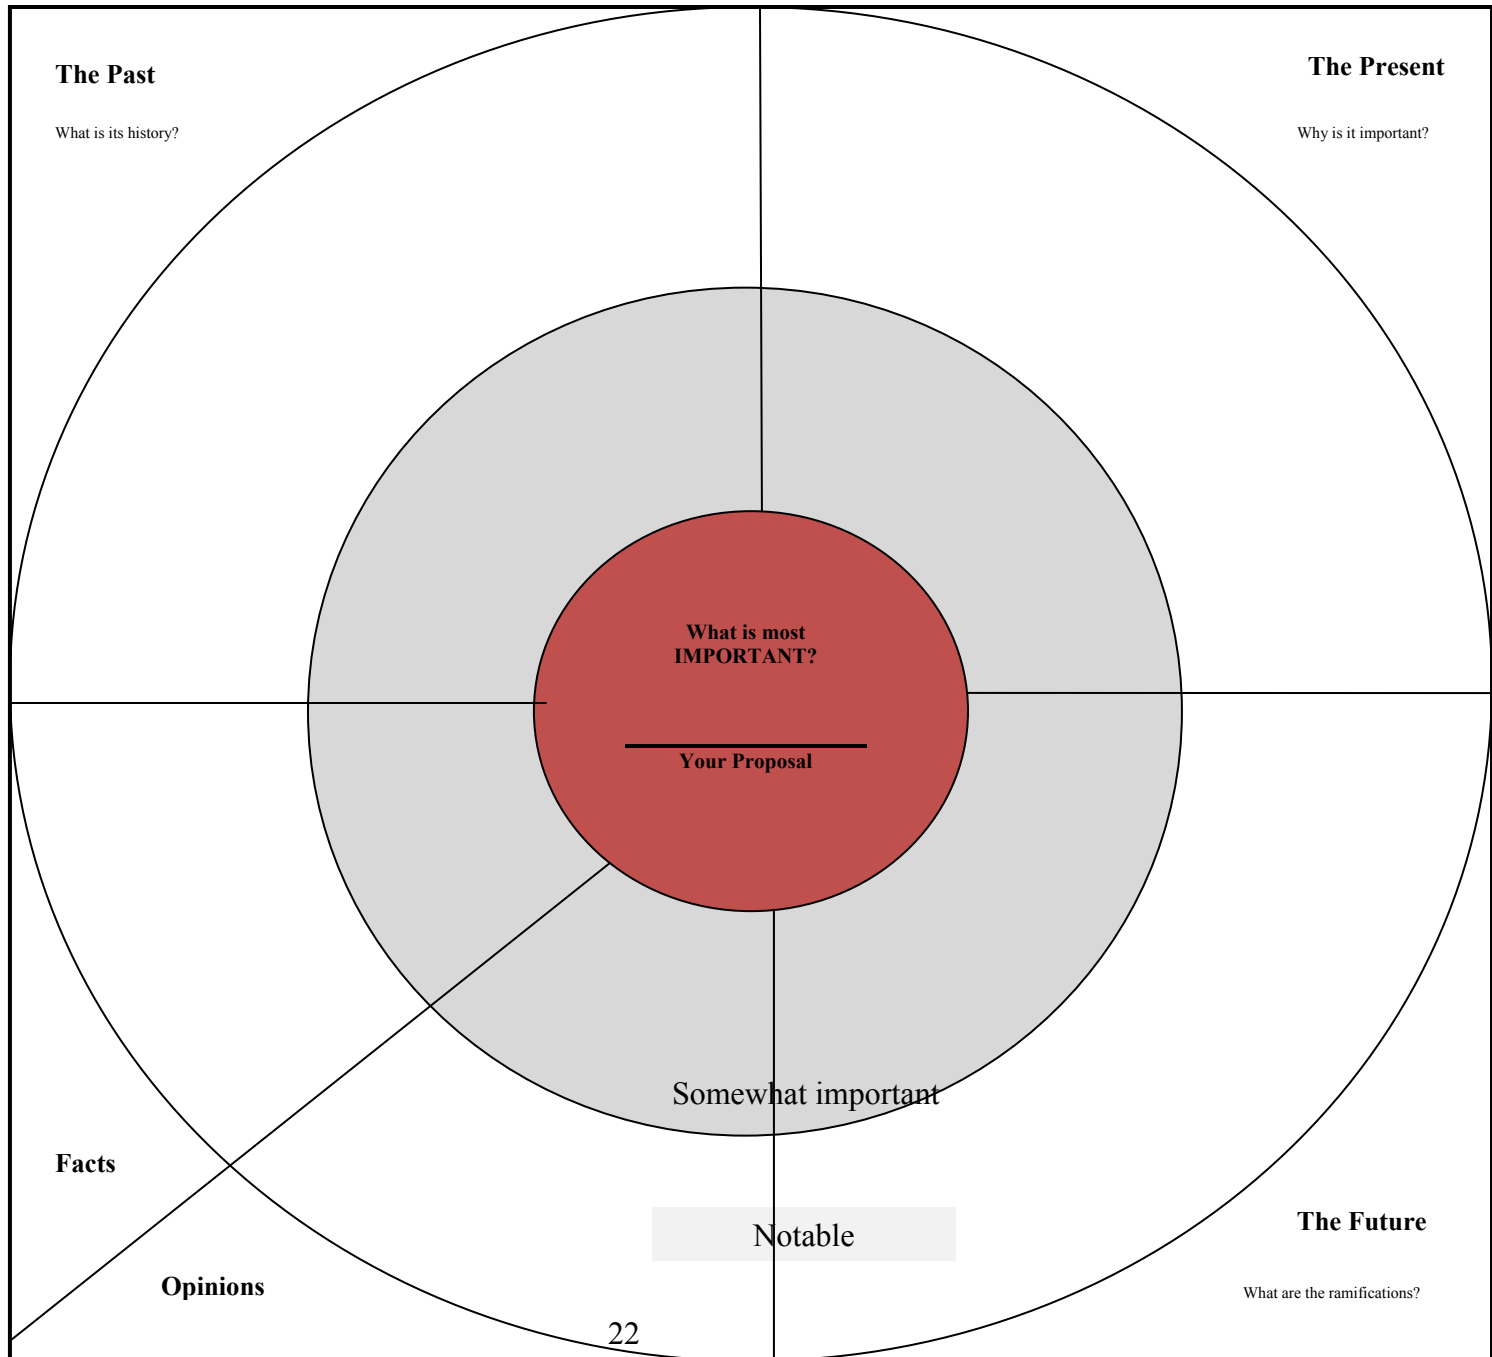 The Past
The Present
What is its history?
Why is it important?
What is most
IMPORTANT?
Your Proposal
Somewhat important
Facts
Notable
The Future
Opinions
What are the ramifications?
22